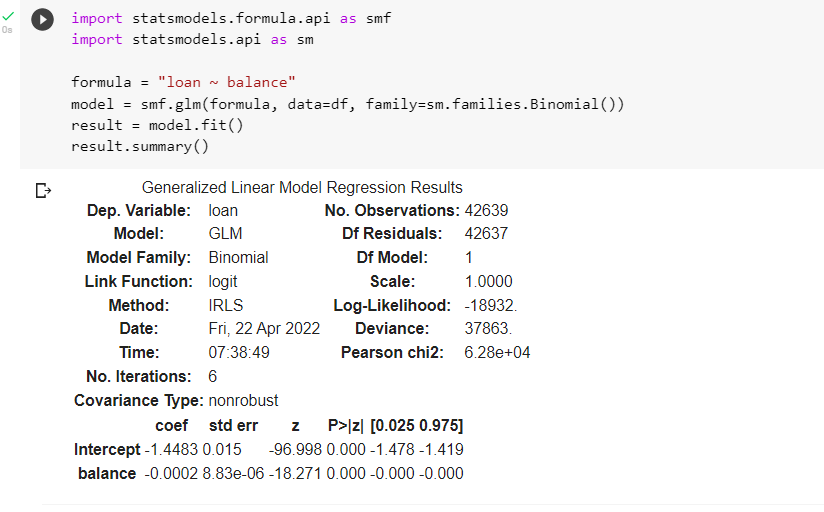 import statsmodels.formula.api as smf
0s
import statsmodels.api as sm
formula = "loan ~ balance"
model = smf.glm(formula, data=df, family=sm.families.Binomial())
result = model.fit()
result.summary()
Generalized Linear Model Regression Results
Dep. Variable: loan No. Observations: 42639
Model: GLM Df Residuals: 42637
Model Family: Binomial Df Model: 1
Link Function: logit Scale: 1.0000
Method: IRLS Log-Likelihood: -18932.
Date: Fri, 22 Apr 2022 Deviance: 37863.
Time: 07:38:49 Pearson chi2: 6.28e+04
No. Iterations: 6
Covariance Type: nonrobust
coef std err z P>|z| [0.025 0.975]
Intercept -1.4483 0.015 -96.998 0.000 -1.478 -1.419
balance -0.0002 8.83e-06 -18.271 0.000 -0.000 -0.000